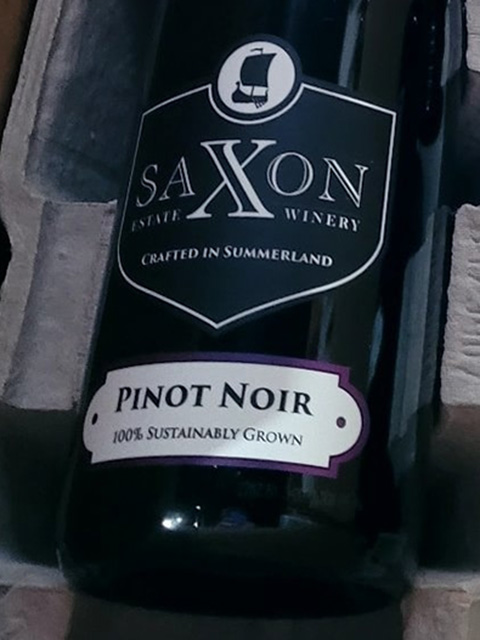 SAXON
ESTATE WINERY
CRAFTED IN SUMMERLAND
PINOT NOIR
100% SUSTAINABLY GROWN